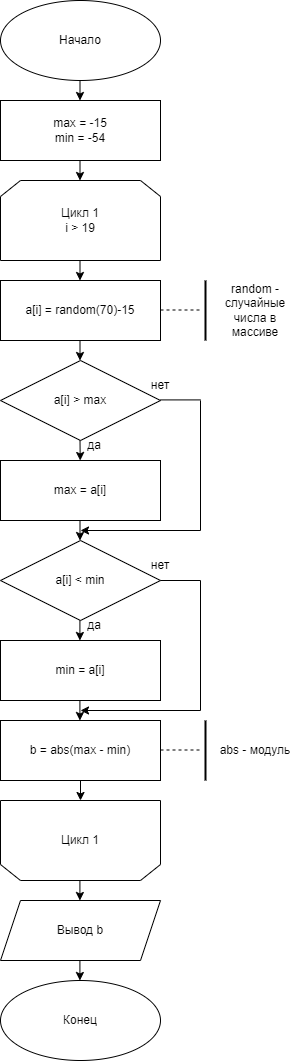 Начало
max = -15
min = -54
Цикл 1
i > 19
a[i] = random(70)-15
random -
случайные
числа в
массиве
a[i] > max
нет
да
max = a[i]
a[i] < min
нет
да
min = a[i]
b = abs(max - min)
abs - модуль
Цикл 1
Вывод b
Конец